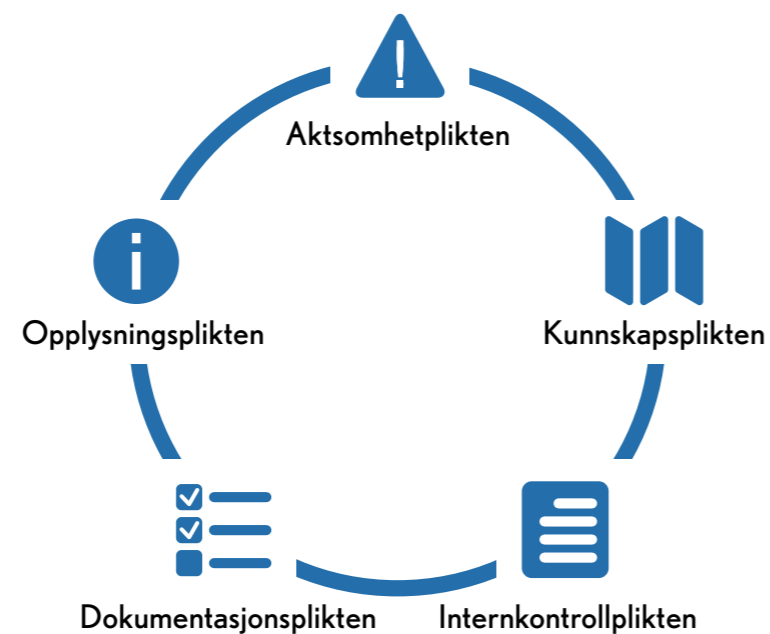 Aktsomhetplikten
Opplysningsplikten
Kunnskapsplikten
Dokumentasjonsplikten
Internkontrollplikten